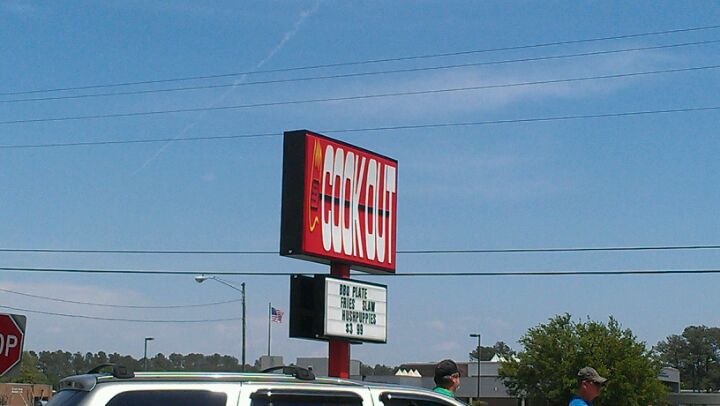 COOKOUT
BBQ PLATE
FRIES SLAW
HUSHPUPPIES
$3 99
OP